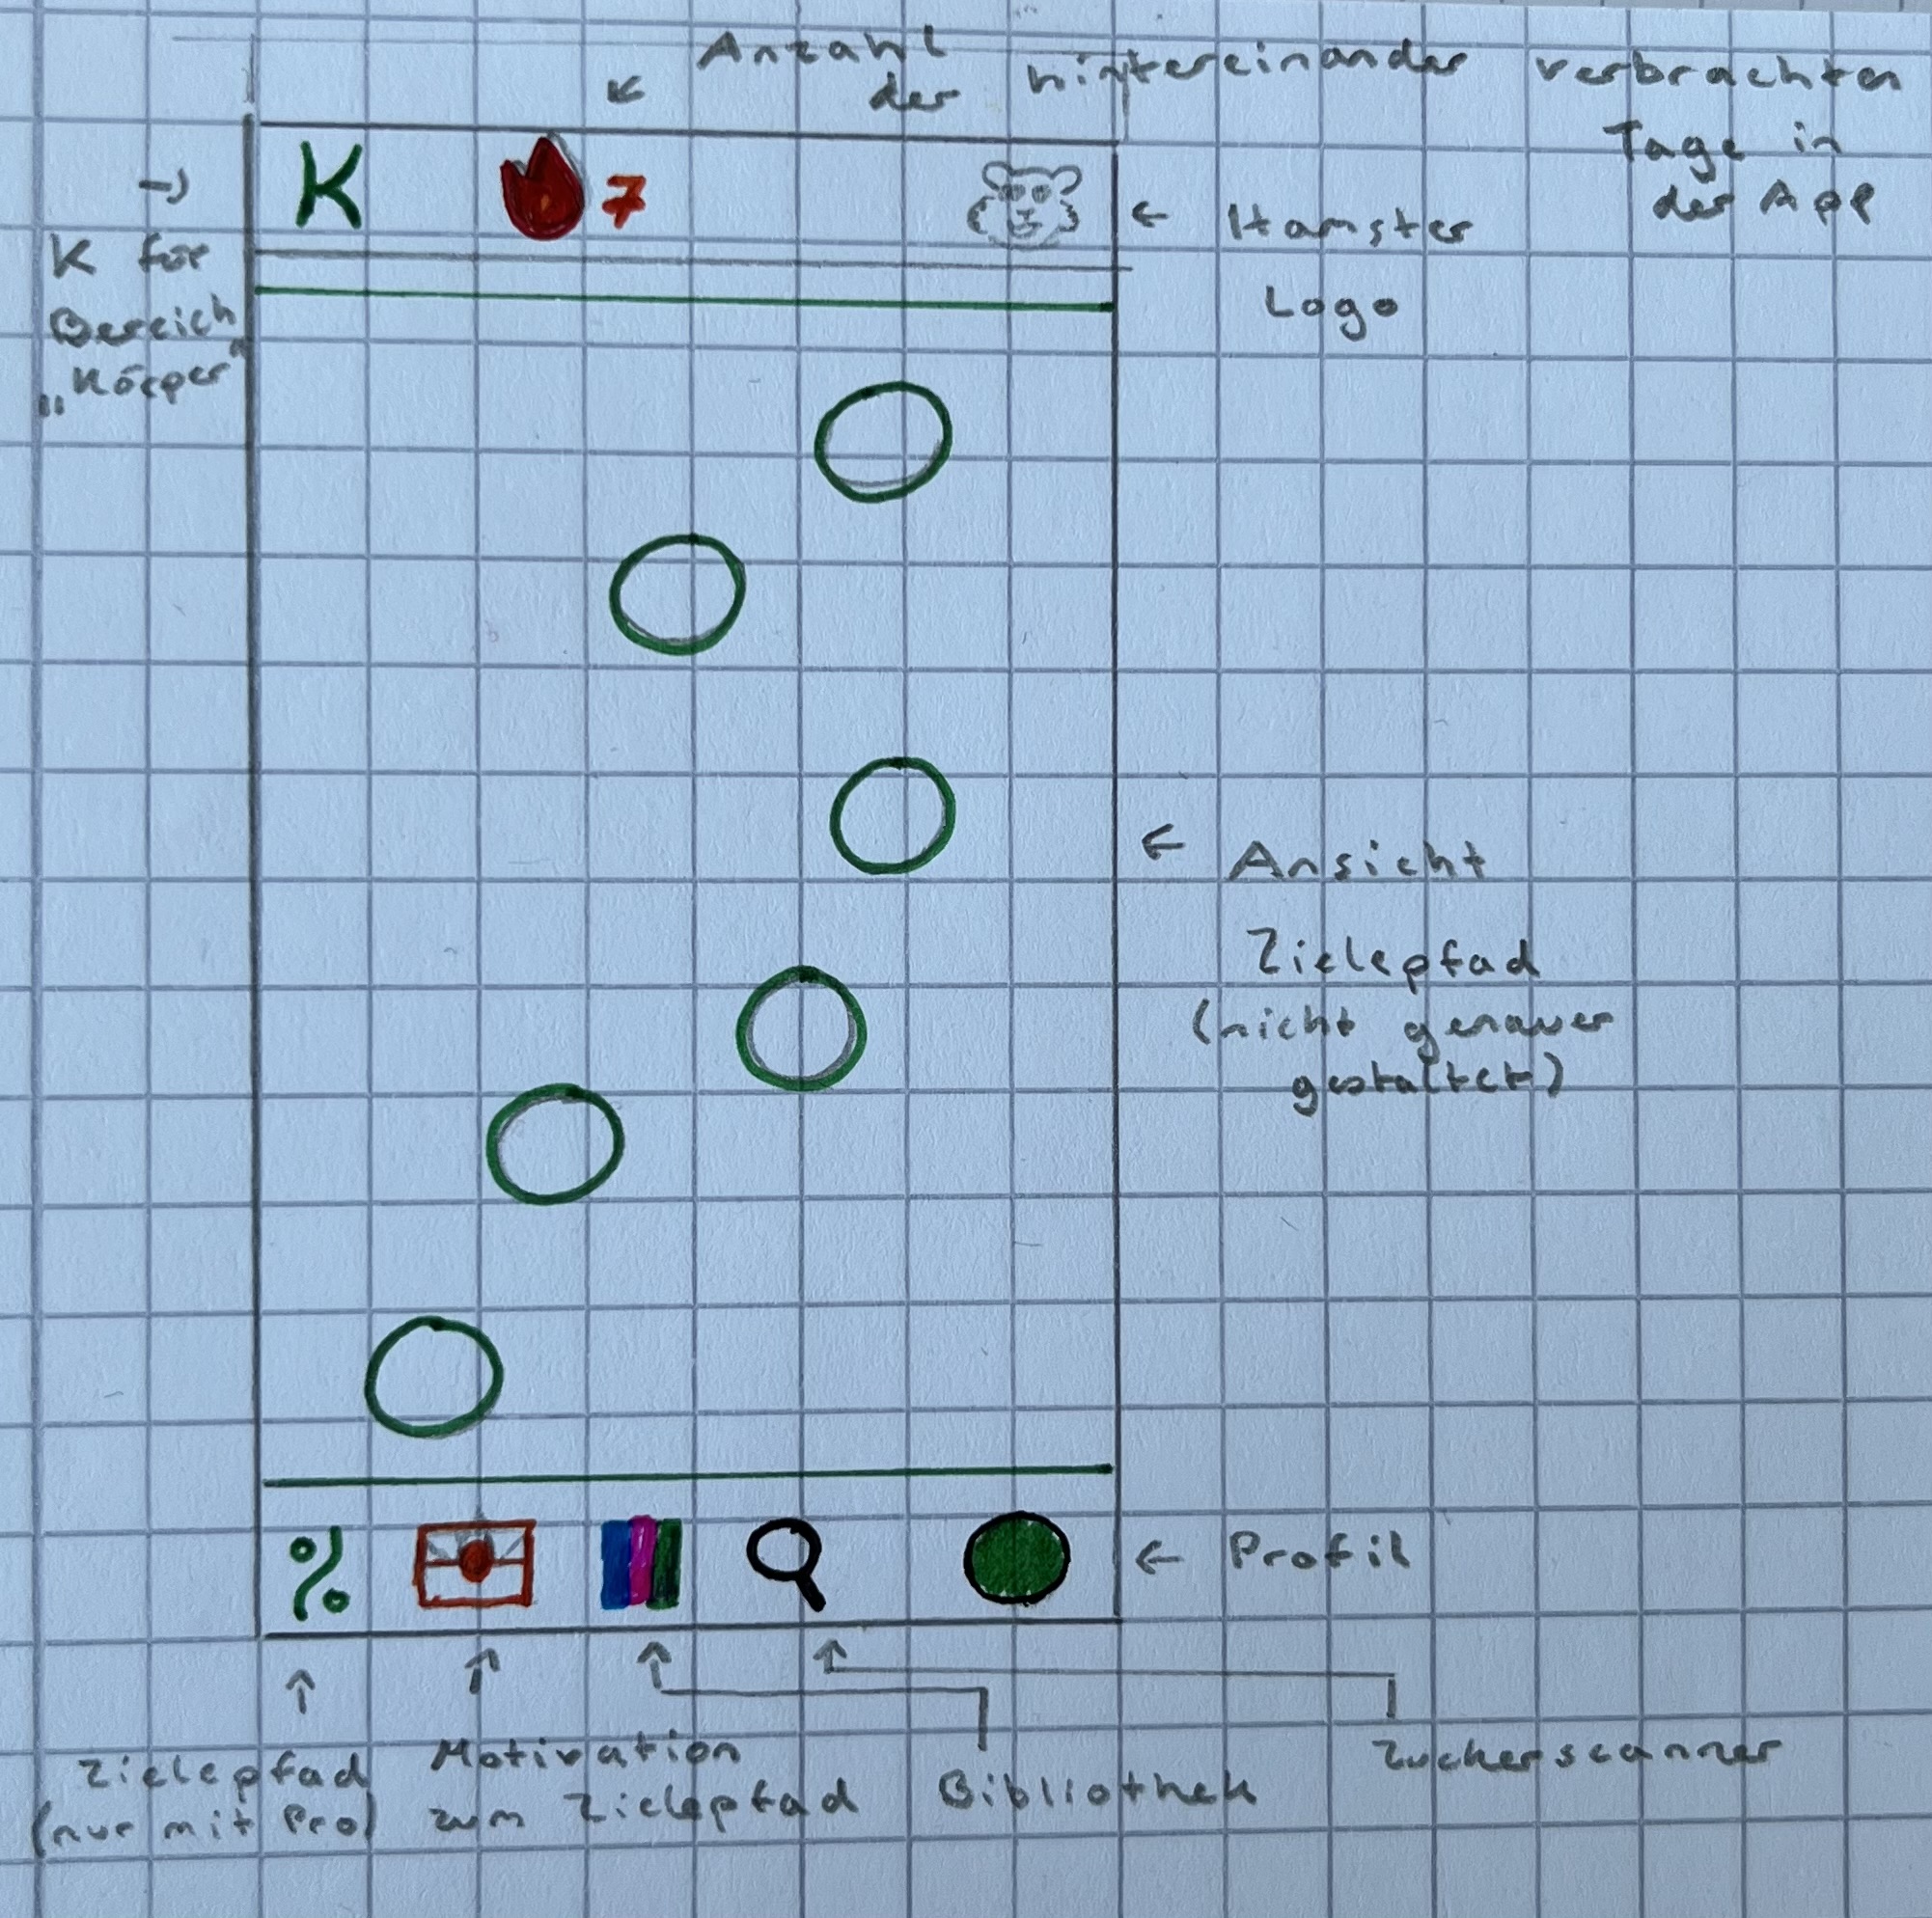 Anzahl
der hintereinander verbrachten
Tage in
der App
K
7
K für
Bereich
„Körper"
Hamster
Logo
Ansicht
Zielepfad
(nicht genauer
gestaltet)
Profil
Zielepfad
(nur mit Pro)
Motivation
zum Zielepfad
Bibliothek
Zuckerscanner